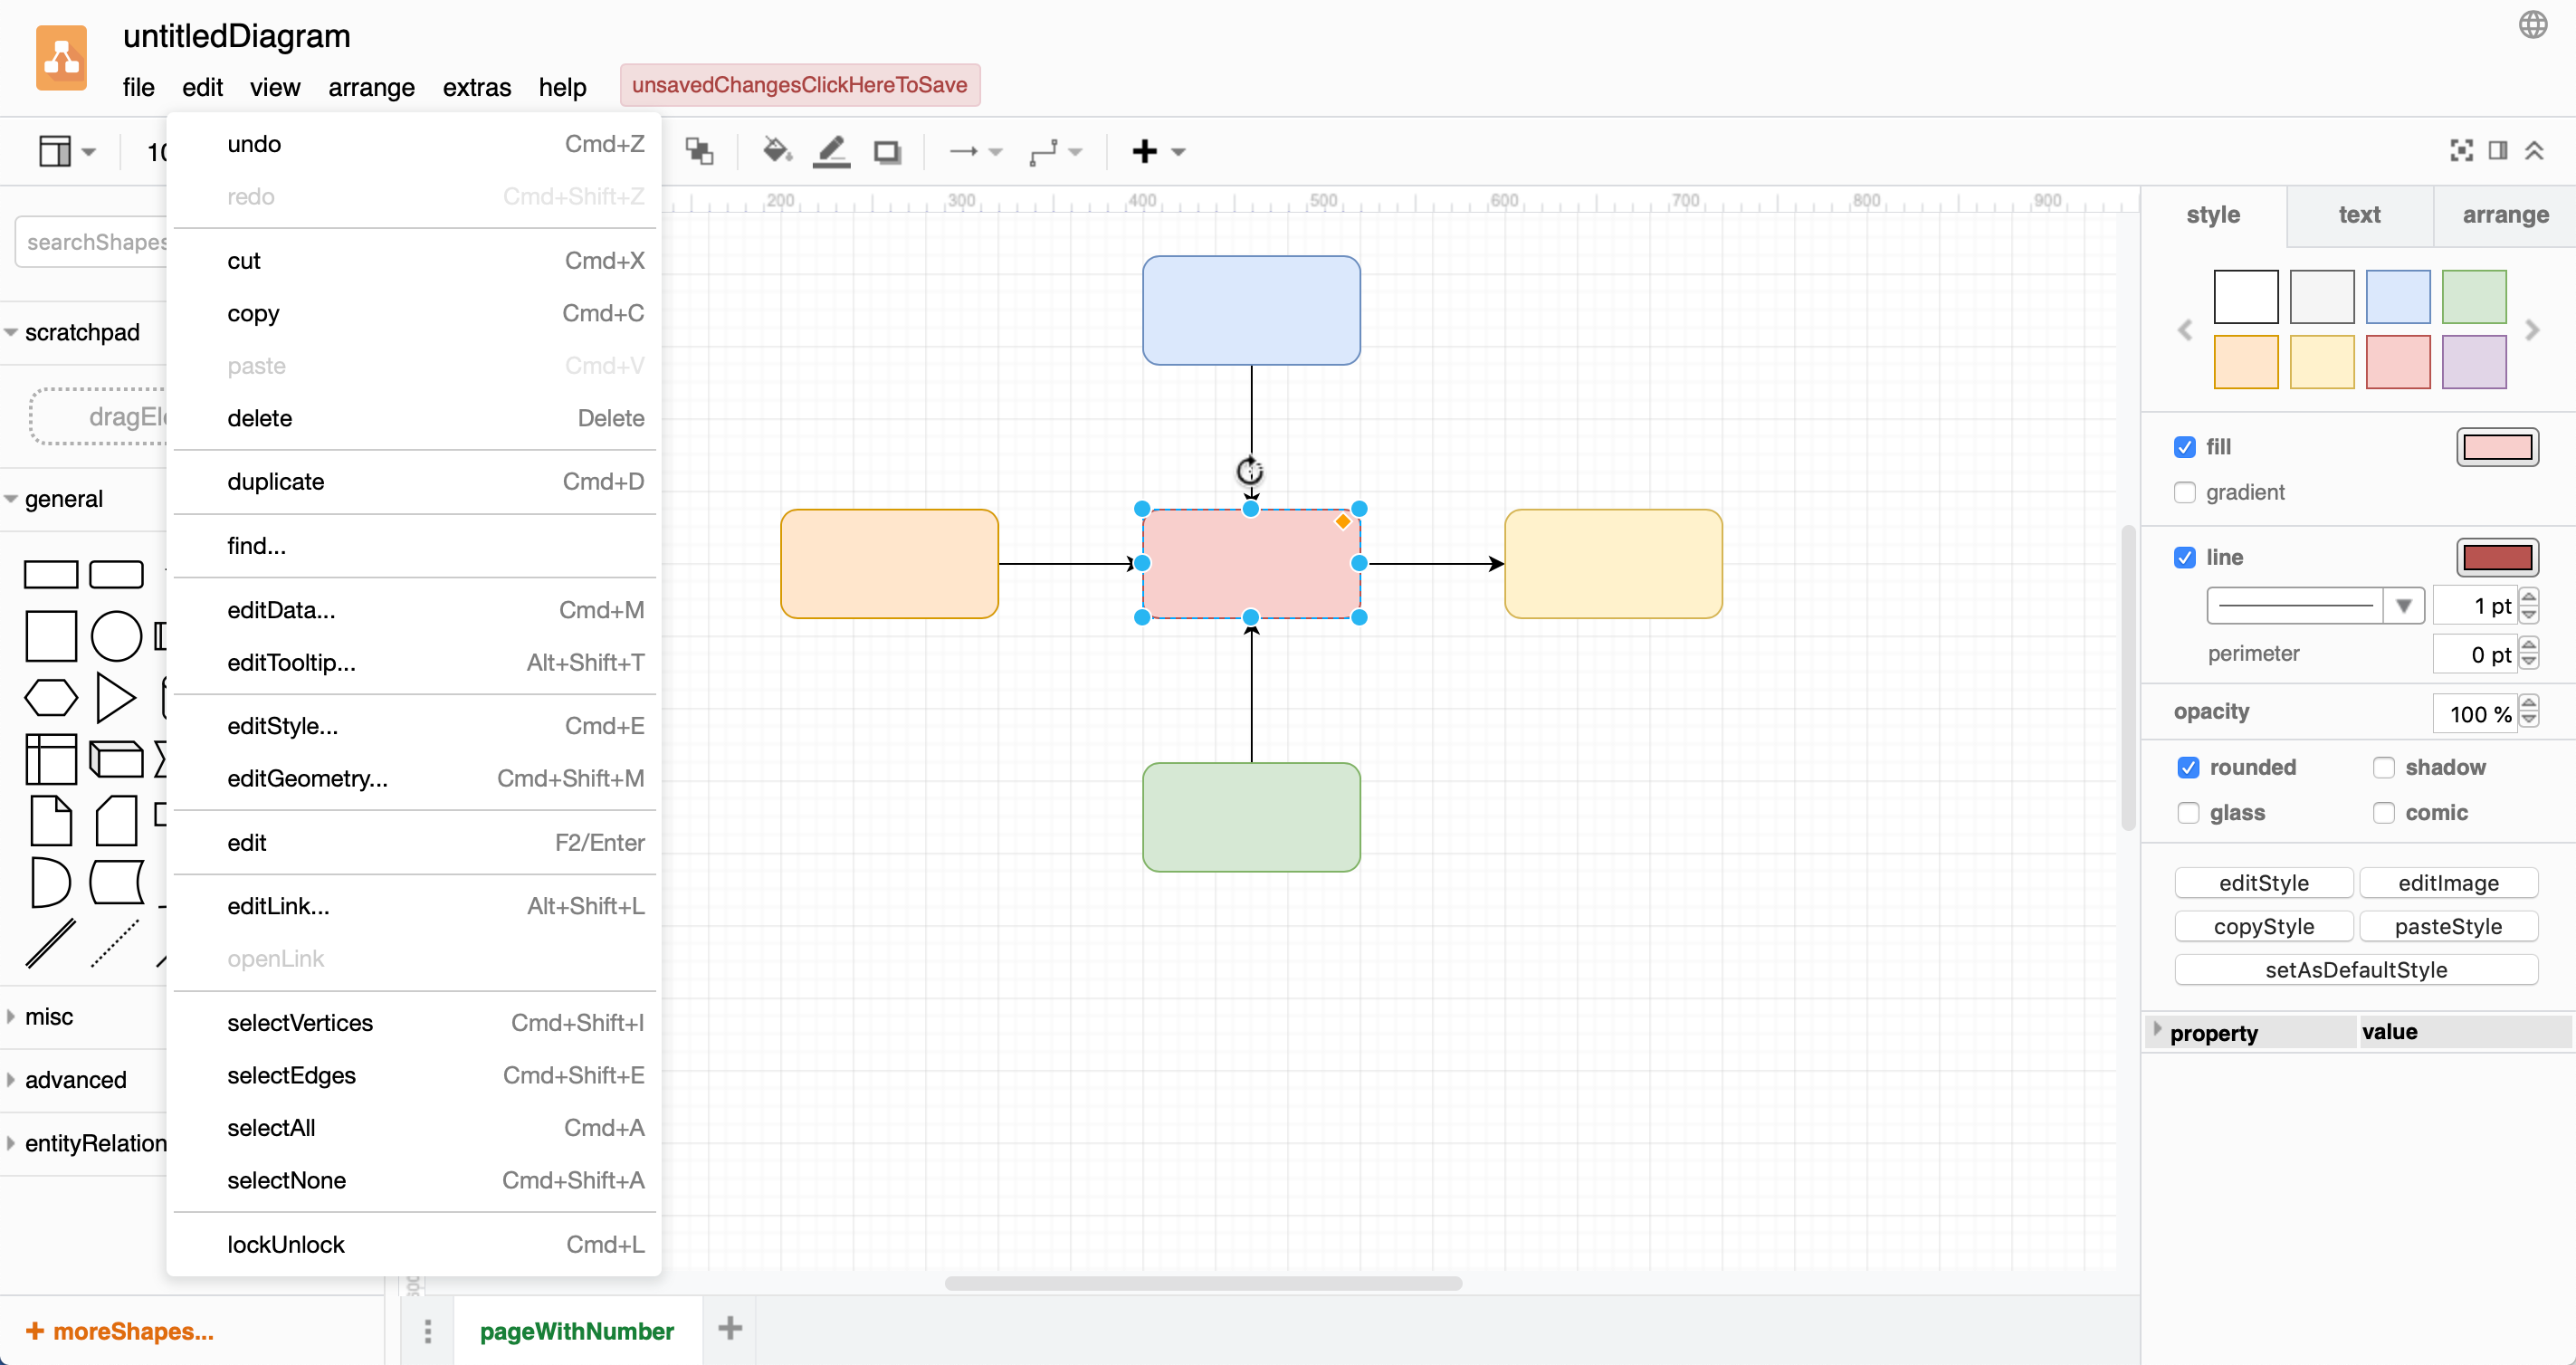 untitledDiagram
file edit view arrange extras help unsavedChangesClickHereToSave
10
undo Cmd+Z
redo Cmd+Shift+Z
cut Cmd+X
copy Cmd+C
paste Cmd+V
delete Delete
duplicate Cmd+D
find...
editData... Cmd+M
editTooltip... Alt+Shift+T
editStyle... Cmd+E
editGeometry... Cmd+Shift+M
edit F2/Enter
editLink... Alt+Shift+L
openLink
selectVertices Cmd+Shift+I
selectEdges Cmd+Shift+E
selectAll Cmd+A
selectNone Cmd+Shift+A
lockUnlock Cmd+L
searchShapes
scratchpad
dragEl
general
misc
advanced
entityRelation
moreShapes...
200 300 400 500 600 700 800 900
pageWithNumber
style text arrange
fill
gradient
line
1 pt
perimeter 0 pt
opacity 100 %
rounded shadow
glass comic
editStyle editImage
copyStyle pasteStyle
setAsDefaultStyle
property value